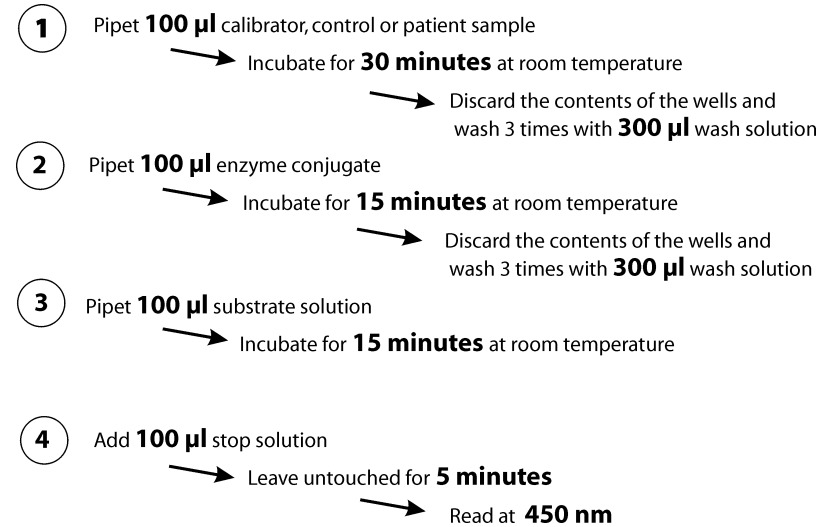 1 Pipet 100 µl calibrator, control or patient sample
Incubate for 30 minutes at room temperature
Discard the contents of the wells and
wash 3 times with 300 µl wash solution
2 Pipet 100 µl enzyme conjugate
Incubate for 15 minutes at room temperature
Discard the contents of the wells and
wash 3 times with 300 µl wash solution
3 Pipet 100 µl substrate solution
Incubate for 15 minutes at room temperature
4 Add 100 µl stop solution
Leave untouched for 5 minutes
Read at 450 nm